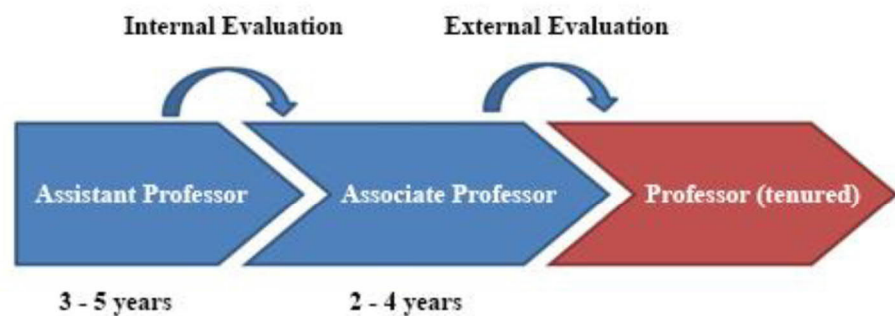 Internal Evaluation
External Evaluation
Assistant Professor
Associate Professor
Professor (tenured)
3 - 5 years
2 - 4 years